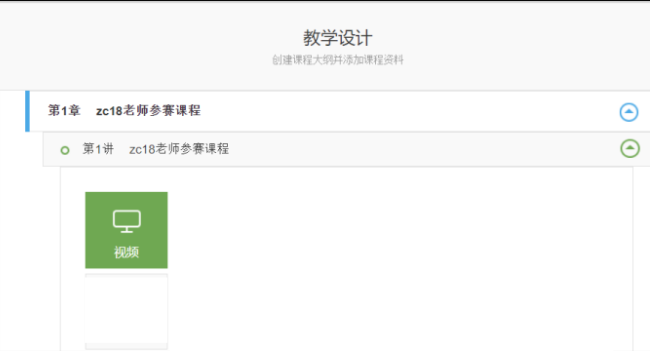 教学设计
创建课程大纲并添加课程资料
第1章 zc18老师参赛课程
第1讲 zc18老师参赛课程
视频